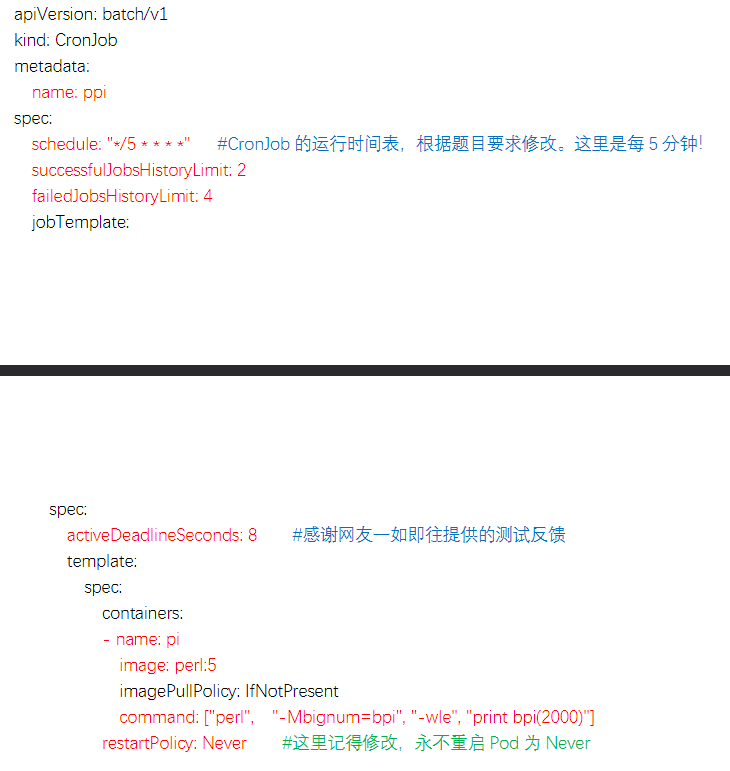 apiVersion: batch/v1
kind: CronJob
metadata:
name: ppi
spec:
schedule: "*/5 * * * *" #CronJob 的运行时间表，根据题目要求修改。这里是每 5 分钟！
successfulJobsHistoryLimit: 2
failedJobsHistoryLimit: 4
jobTemplate:
spec:
activeDeadlineSeconds: 8 #感谢网友一如即往提供的测试反馈
template:
spec:
containers:
- name: pi
image: perl:5
imagePullPolicy: IfNotPresent
command: ["perl", "-Mbignum=bpi", "-wle", "print bpi(2000)"]
restartPolicy: Never #这里记得修改，永不重启 Pod 为 Never